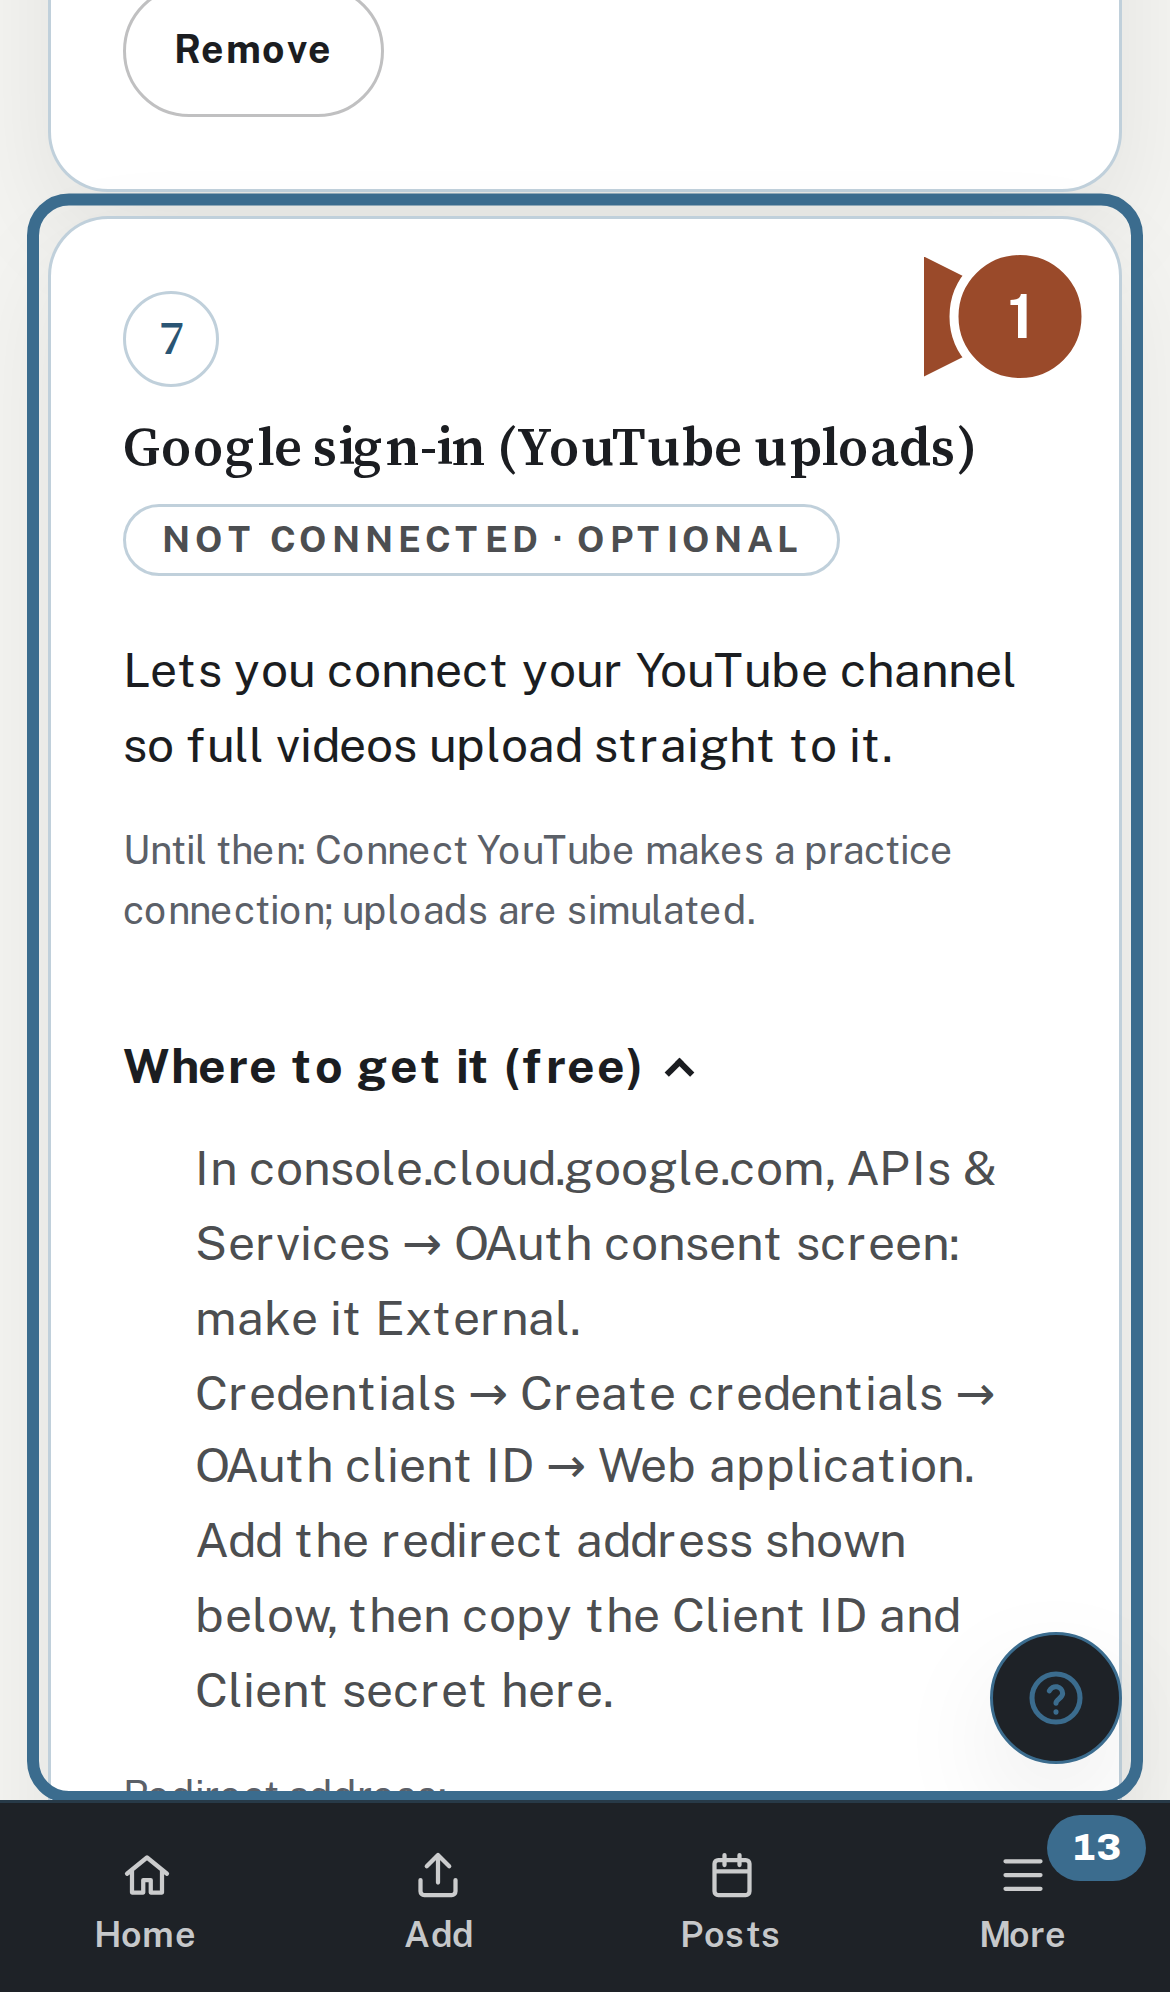 Remove
7
1
Google sign-in (YouTube uploads)
NOT CONNECTED · OPTIONAL
Lets you connect your YouTube channel
so full videos upload straight to it.
Until then: Connect YouTube makes a practice
connection; uploads are simulated.
Where to get it (free)
In console.cloud.google.com, APIs &
Services → OAuth consent screen:
make it External.
Credentials → Create credentials →
OAuth client ID → Web application.
Add the redirect address shown
below, then copy the Client ID and
Client secret here.
Redirect address:
13
Home
Add
Posts
More